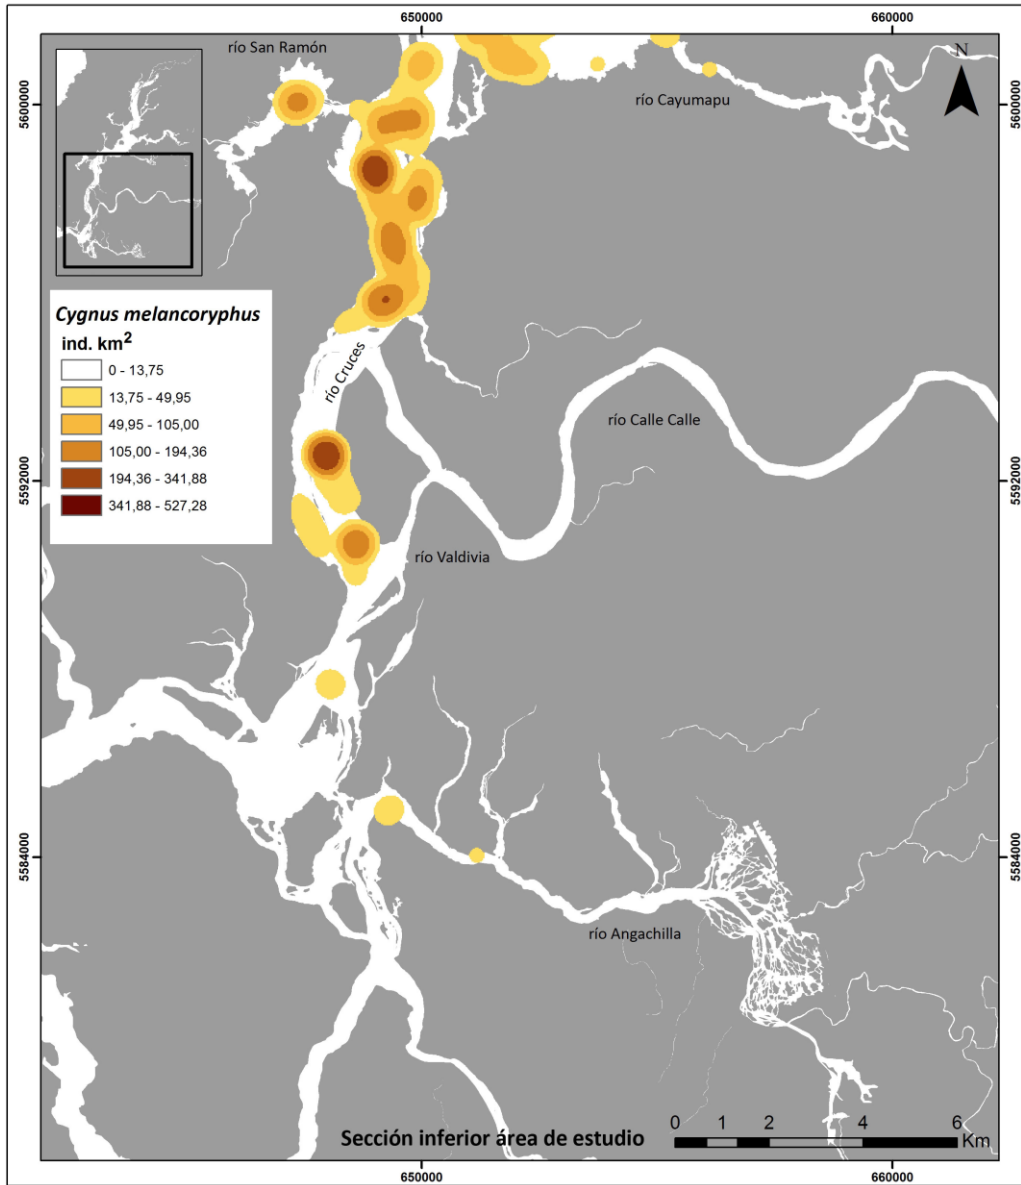 650000
660000
río San Ramón
N
5600000
5600000
río Cayumapu
Cygnus melancoryphus
ind. km²
0 - 13,75
13,75 - 49,95
49,95 - 105,00
105,00 - 194,36
194,36 - 341,88
341,88 - 527,28
río Cruces
río Calle Calle
5592000
5592000
río Valdivia
5584000
5584000
río Angachilla
Sección inferior área de estudio
0 1 2 4 6
Km
650000
660000